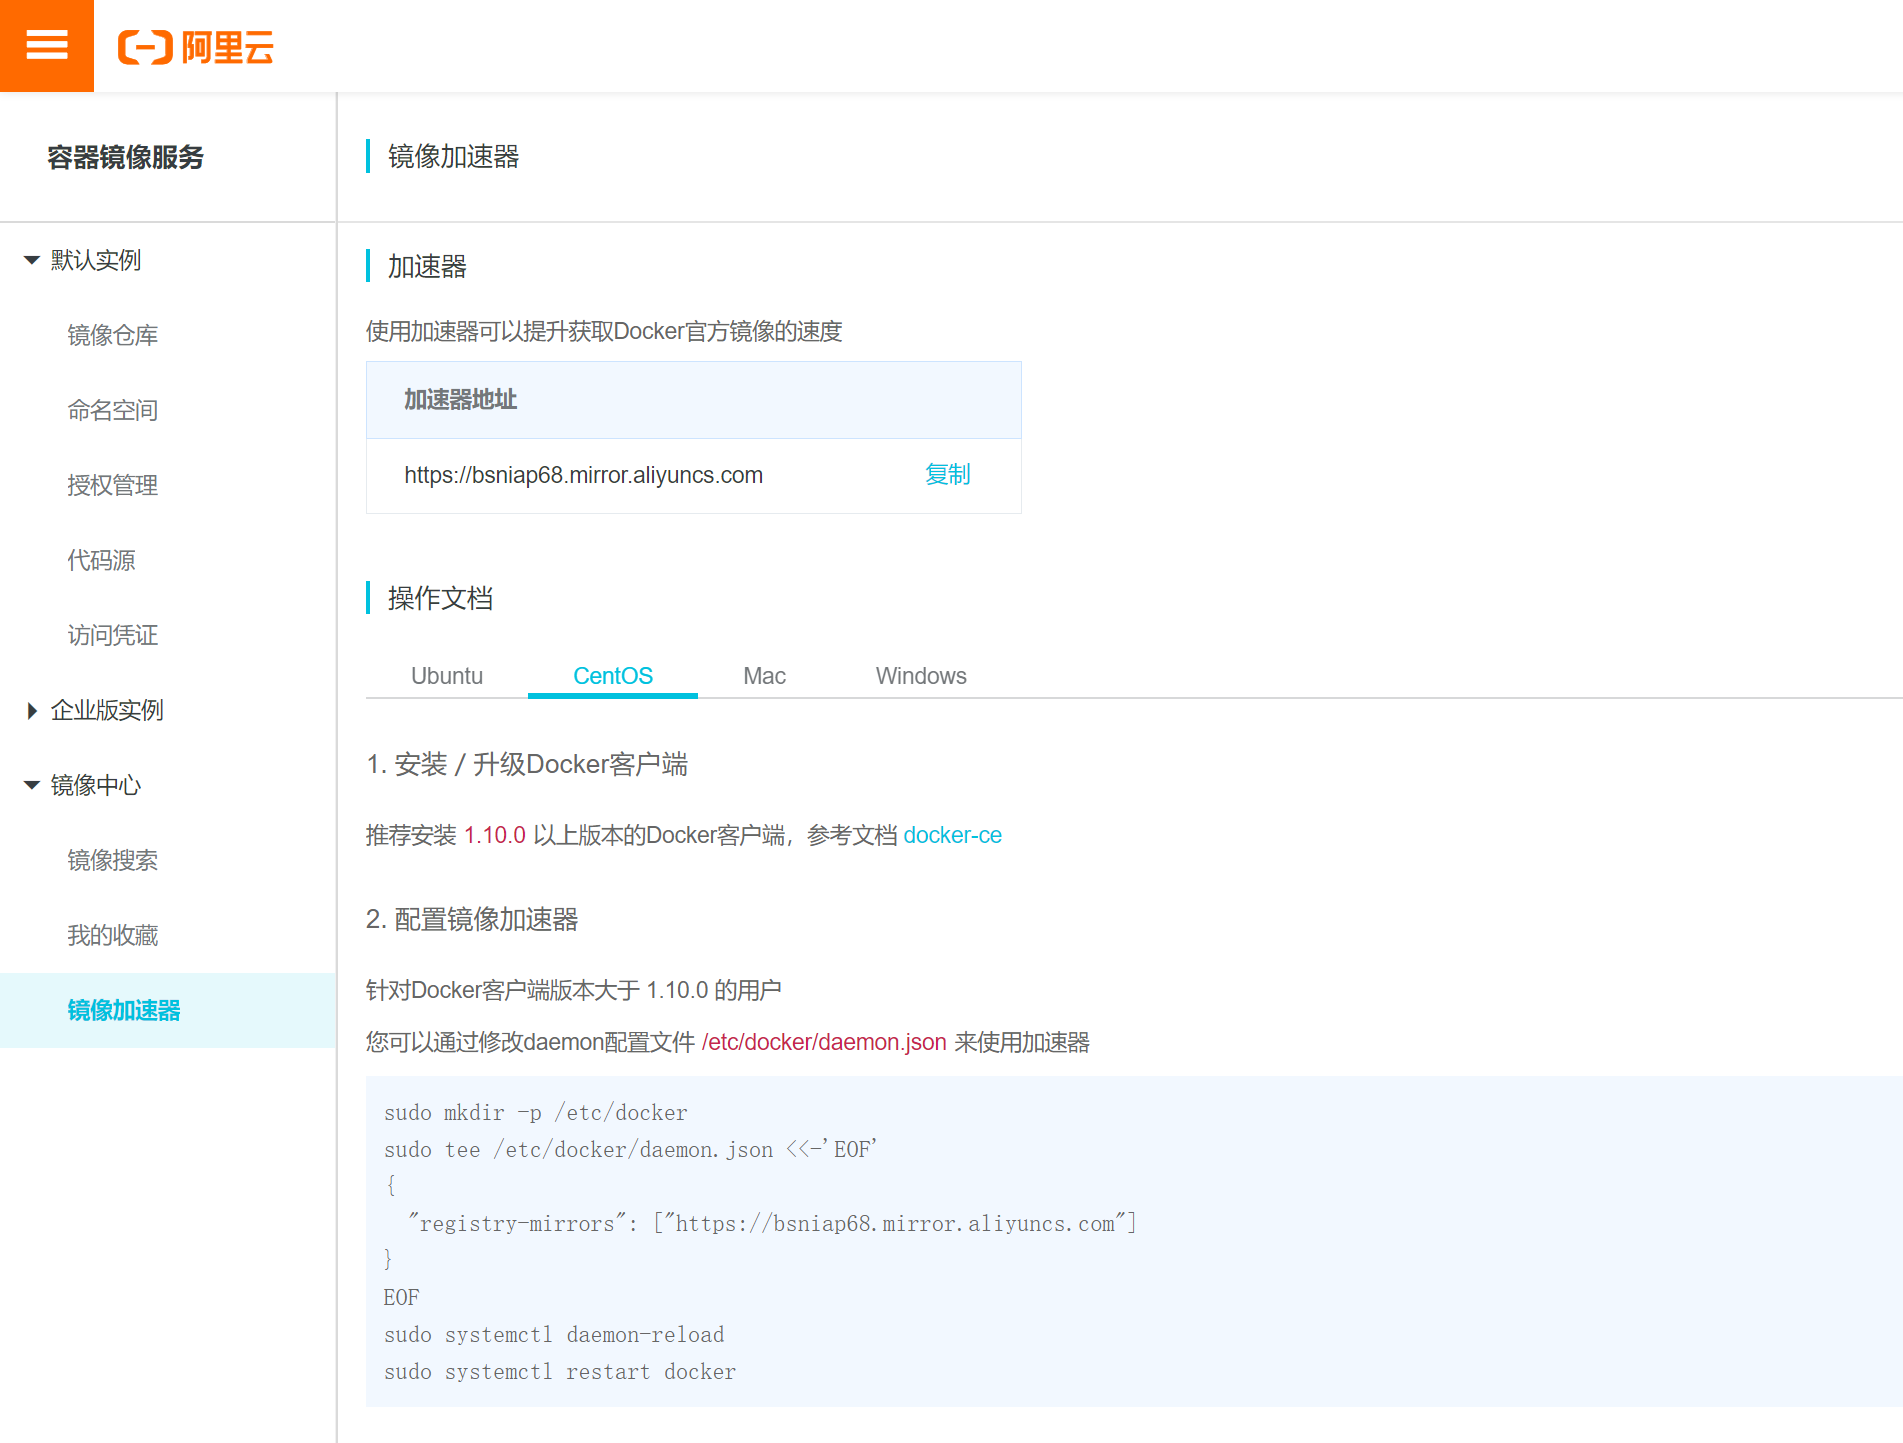 阿里云
容器镜像服务
默认实例
镜像仓库
命名空间
授权管理
代码源
访问凭证
企业版实例
镜像中心
镜像搜索
我的收藏
镜像加速器
镜像加速器
加速器
使用加速器可以提升获取Docker官方镜像的速度
加速器地址
https://bsniap68.mirror.aliyuncs.com 复制
操作文档
Ubuntu CentOS Mac Windows
1. 安装 / 升级Docker客户端
推荐安装 1.10.0 以上版本的Docker客户端，参考文档 docker-ce
2. 配置镜像加速器
针对Docker客户端版本大于 1.10.0 的用户
您可以通过修改daemon配置文件 /etc/docker/daemon.json 来使用加速器
sudo mkdir -p /etc/docker
sudo tee /etc/docker/daemon.json <<-'EOF'
{
  "registry-mirrors": ["https://bsniap68.mirror.aliyuncs.com"]
}
EOF
sudo systemctl daemon-reload
sudo systemctl restart docker